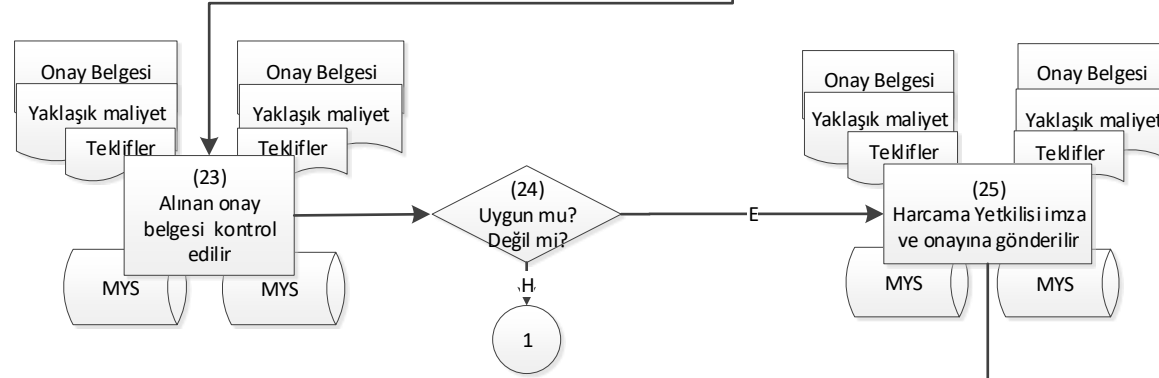 Onay Belgesi
Yaklaşık maliyet
Teklifler
Onay Belgesi
Yaklaşık maliyet
Teklifler
(23)
Alınan onay
belgesi kontrol
edilir
MYS
MYS
(24)
Uygun mu?
Değil mi?
E
H
1
Onay Belgesi
Yaklaşık maliyet
Teklifler
Onay Belgesi
Yaklaşık maliyet
Teklifler
(25)
Harcama Yetkilisi imza
ve onayına gönderilir
MYS
MYS